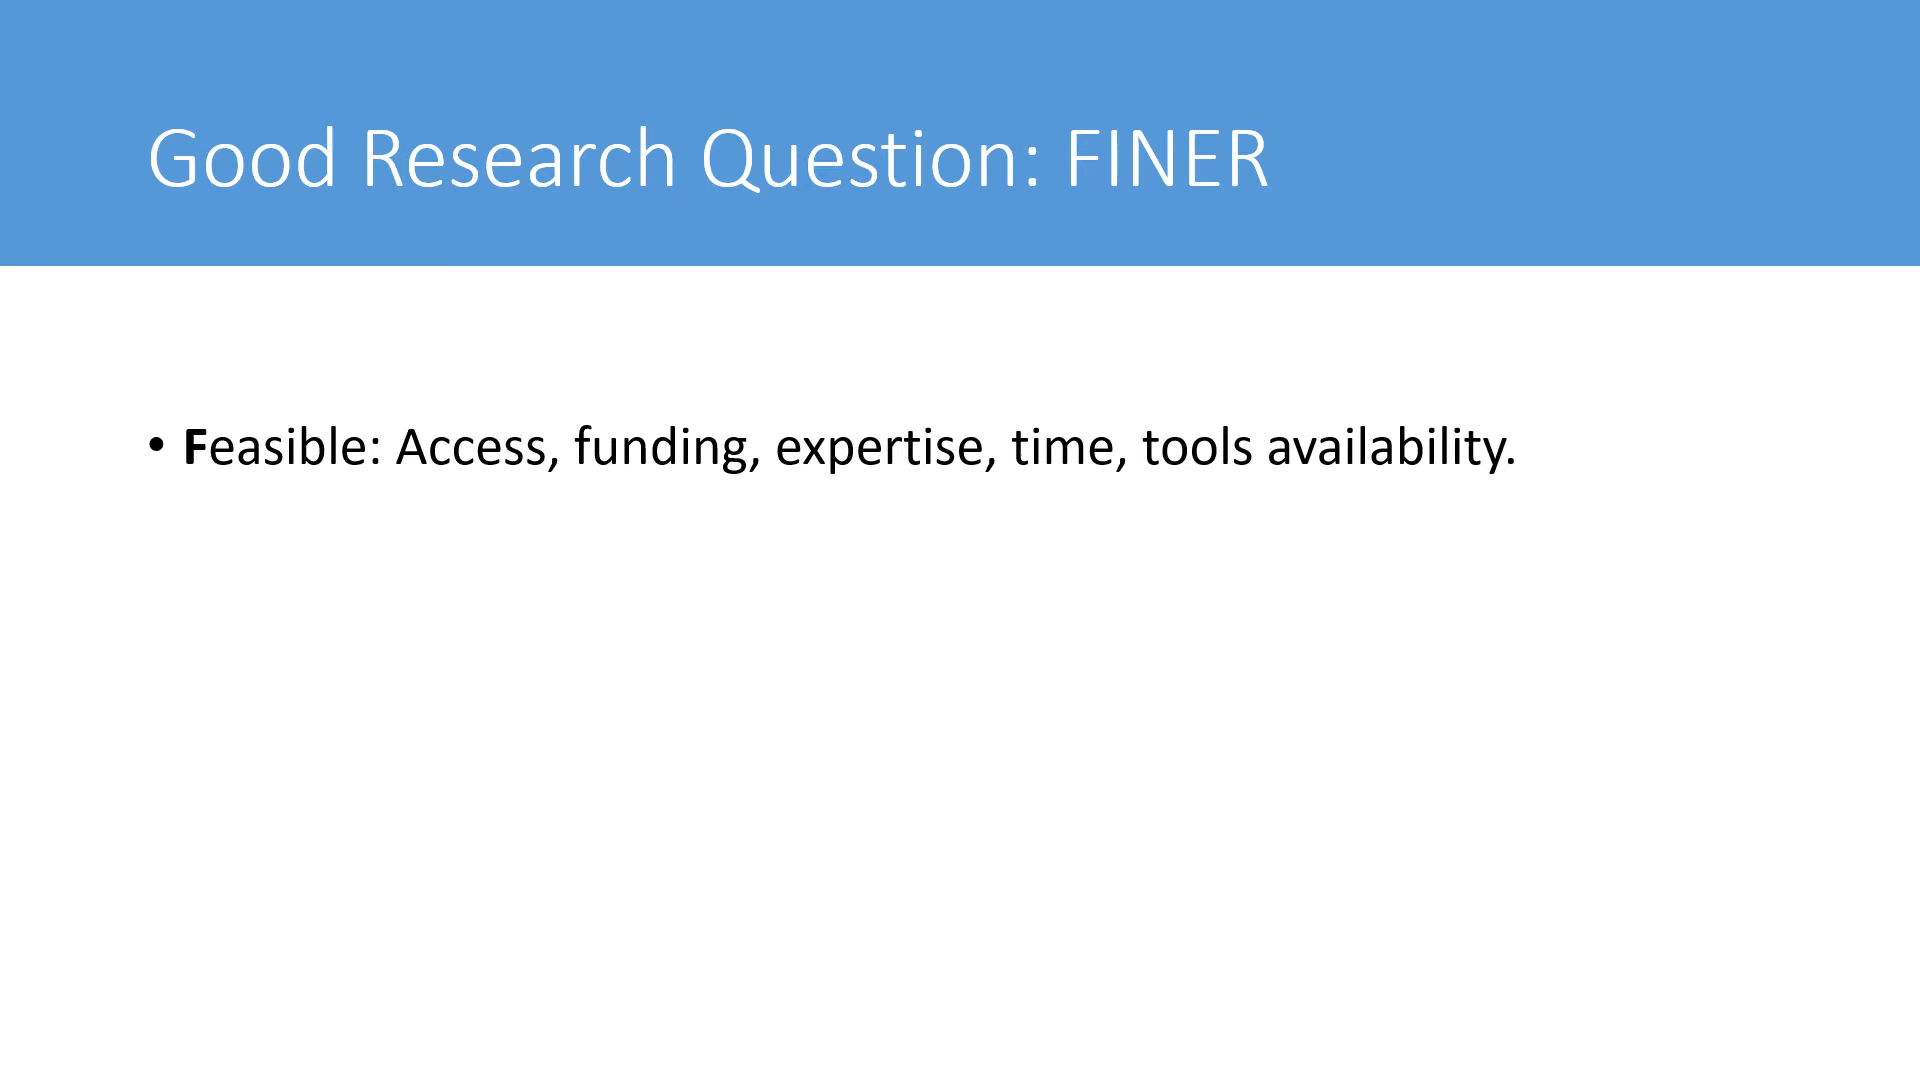 Good Research Question: FINER
• Feasible: Access, funding, expertise, time, tools availability.